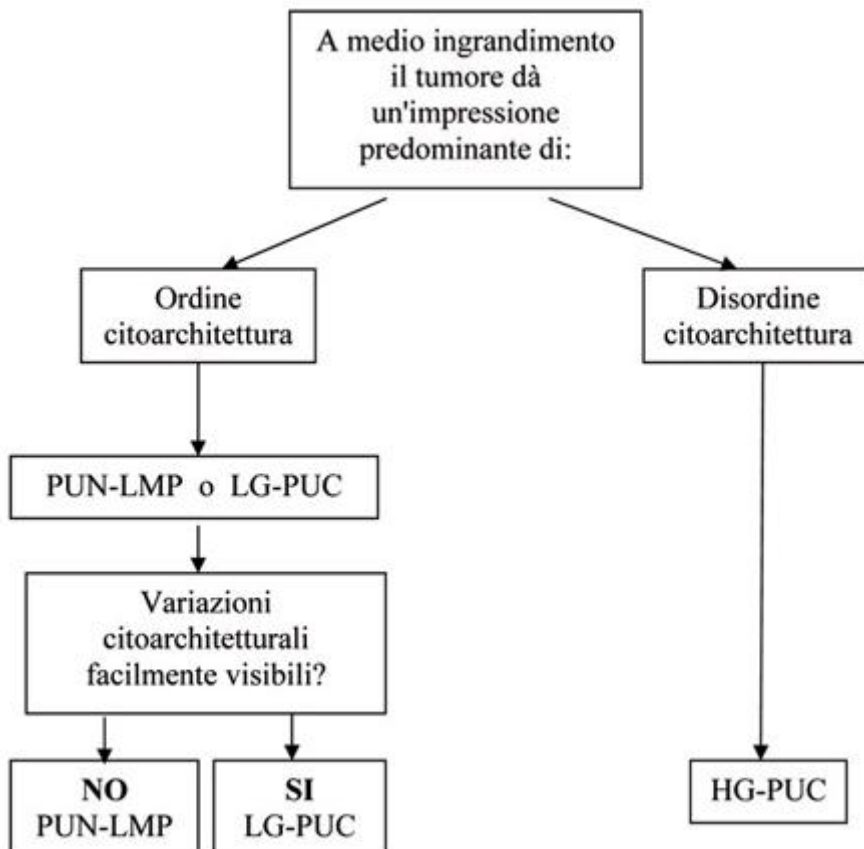 A medio ingrandimento
il tumore dà
un'impressione
predominante di:
Ordine
citoarchitettura
Disordine
citoarchitettura
PUN-LMP o LG-PUC
Variazioni
citoarchitetturali
facilmente visibili?
NO
PUN-LMP
SI
LG-PUC
HG-PUC